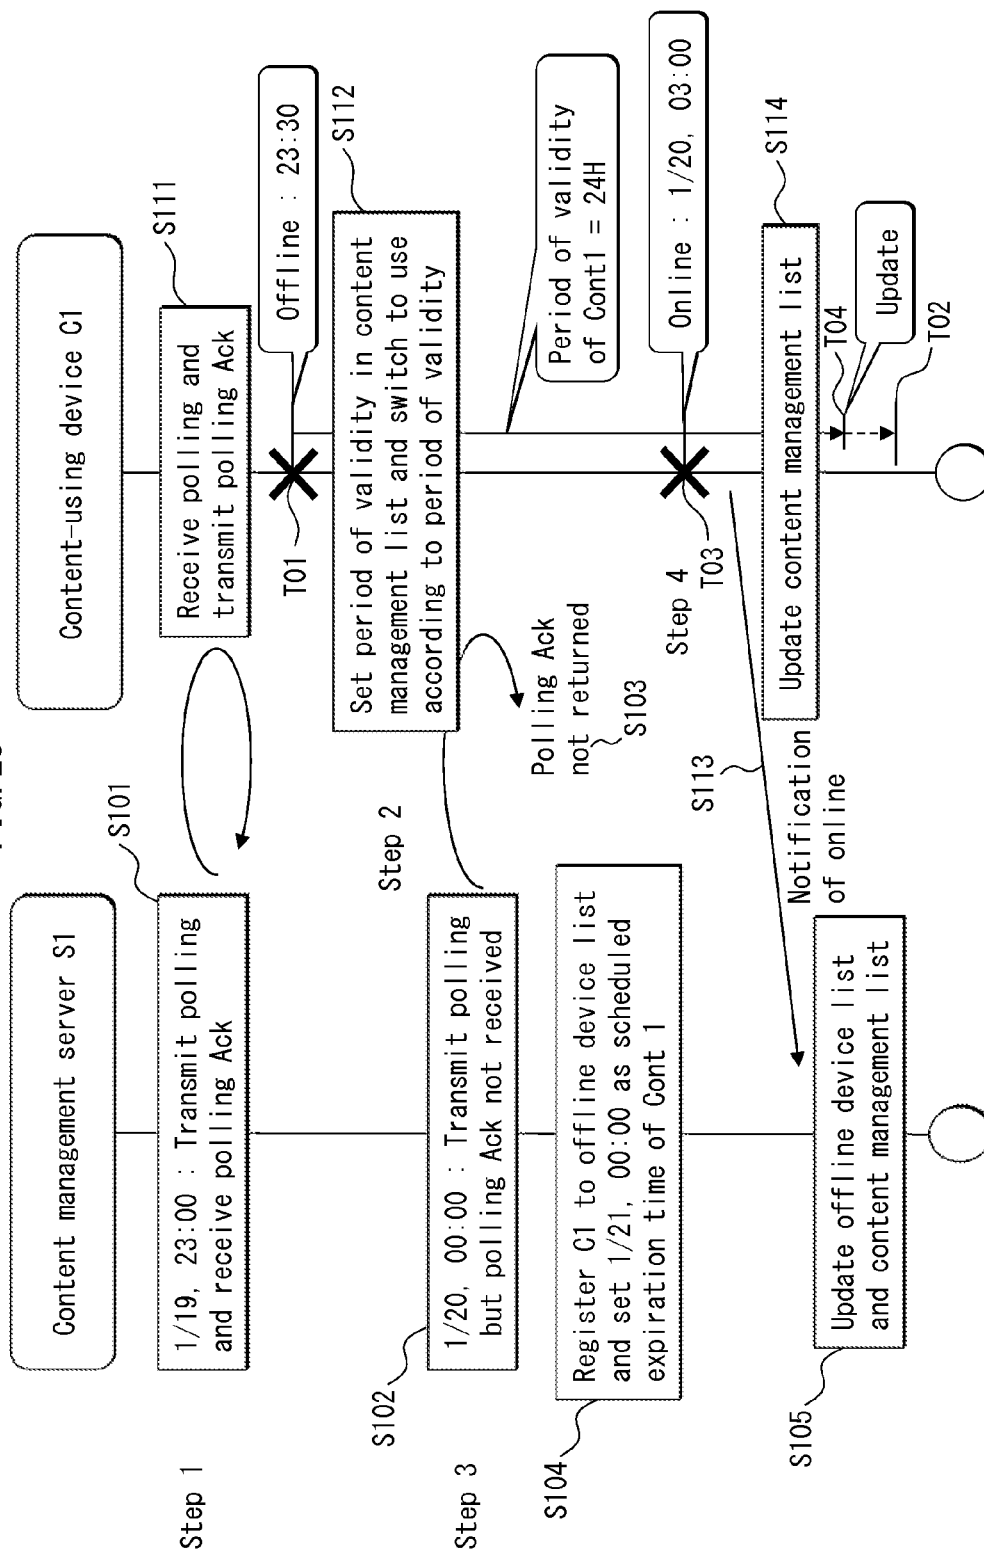 Content management server S1
Content-using device C1
Step 1
S101
1/19, 23:00 : Transmit polling
and receive polling Ack
S111
Receive polling and
transmit polling Ack
T01
Offline : 23:30
Step 2
S112
Set period of validity in content
management list and switch to use
according to period of validity
Step 3
S102
1/20, 00:00 : Transmit polling
but polling Ack not received
Polling Ack
not returned
S103
Period of validity
of Cont1 = 24H
S104
Register C1 to offline device list
and set 1/21, 00:00 as scheduled
expiration time of Cont 1
Step 4
T03
Online : 1/20, 03:00
S113
Notification
of online
S114
Update content management list
S105
Update offline device list
and content management list
T04
Update
T02